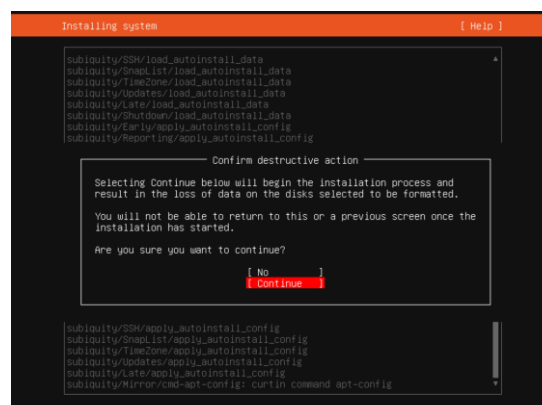 Installing system [ Help ]
subiquity/SSH/load_autoinstall_data
subiquity/SnapList/load_autoinstall_data
subiquity/TimeZone/load_autoinstall_data
subiquity/Updates/load_autoinstall_data
subiquity/Late/load_autoinstall_data
subiquity/Shutdown/load_autoinstall_data
subiquity/Early/apply_autoinstall_config
subiquity/Reporting/apply_autoinstall_config
Confirm destructive action
Selecting Continue below will begin the installation process and
result in the loss of data on the disks selected to be formatted.
You will not be able to return to this or a previous screen once the
installation has started.
Are you sure you want to continue?
[ No ]
[ Continue ]
subiquity/SSH/apply_autoinstall_config
subiquity/SnapList/apply_autoinstall_config
subiquity/TimeZone/apply_autoinstall_config
subiquity/Updates/apply_autoinstall_config
subiquity/Late/apply_autoinstall_config
subiquity/Mirror/cmd-apt-config: curtin command apt-config